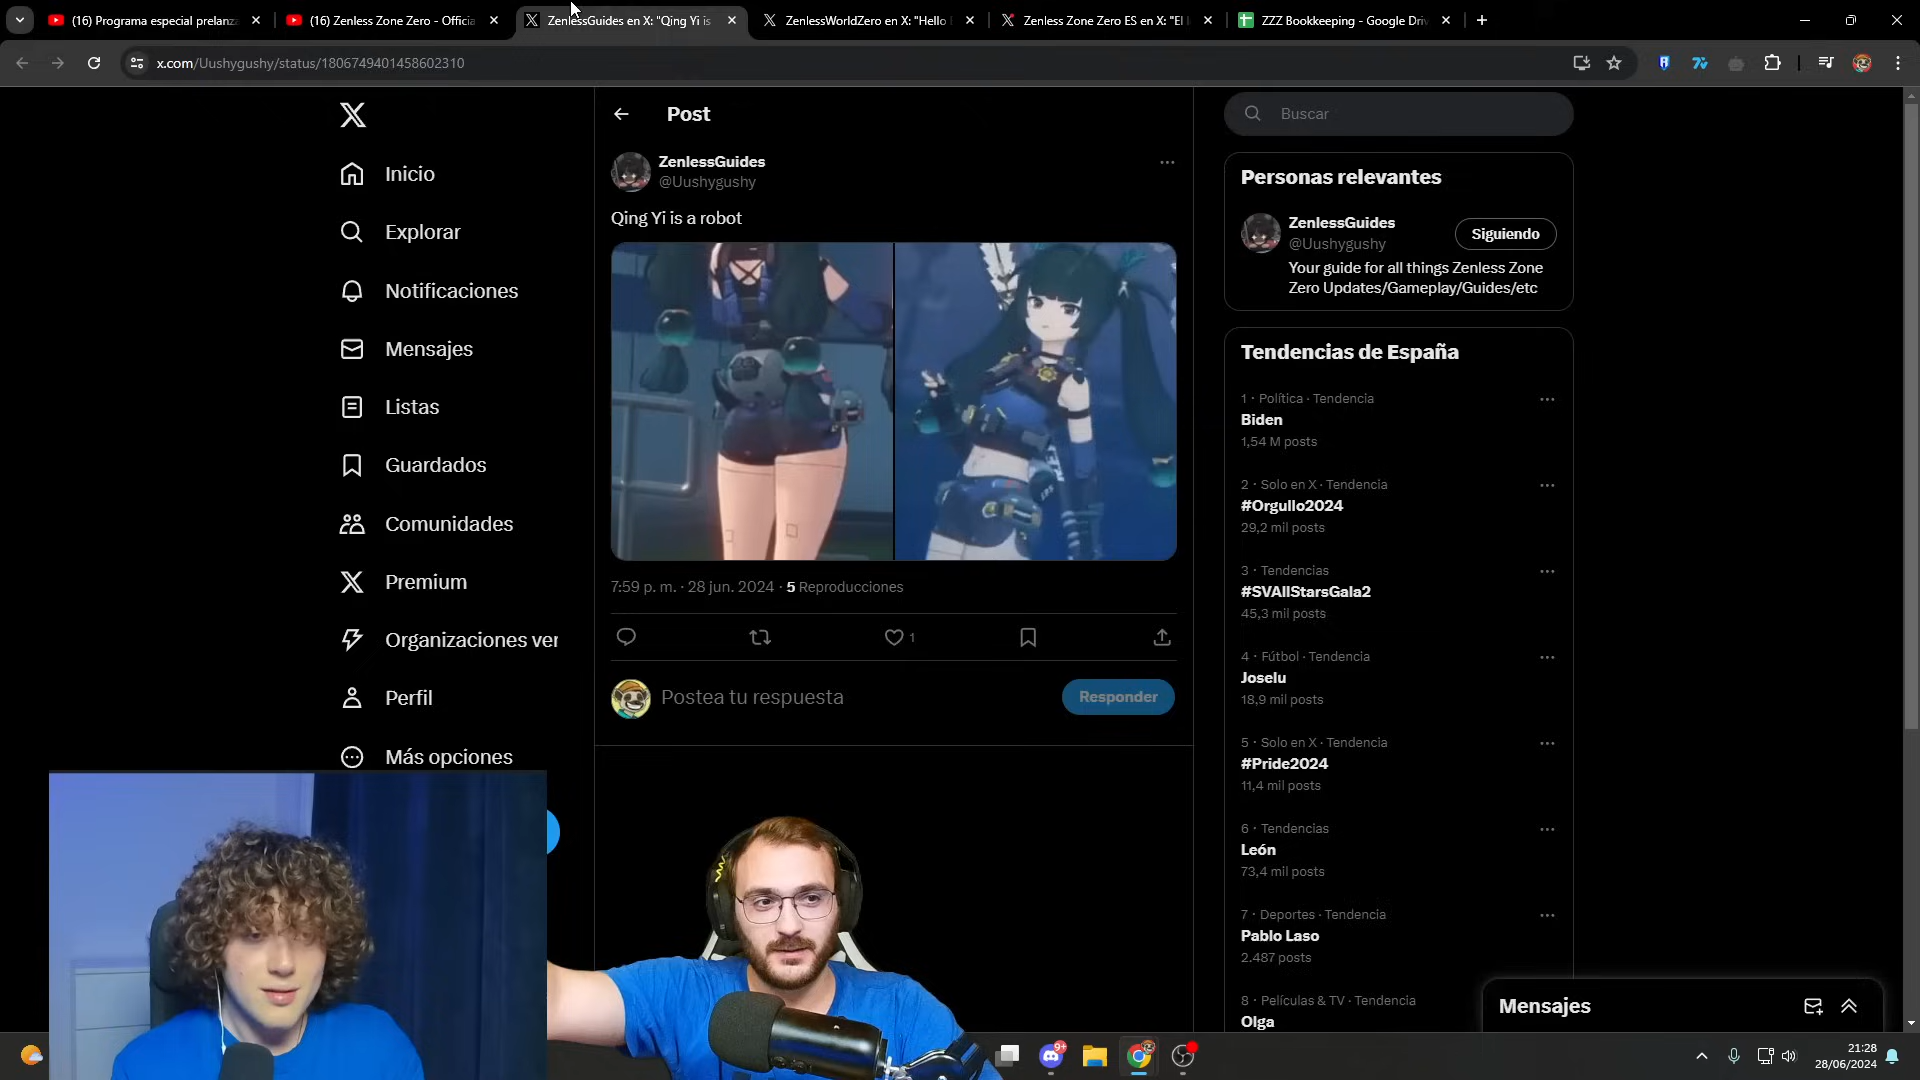 (16) Programa especial prelanza
(16) Zenless Zone Zero - Officia
ZenlessGuides en X: "Qing Yi is
ZenlessWorldZero en X: "Hello
Zenless Zone Zero ES en X: "El
ZZZ Bookkeeping - Google Driv
x.com/Uushygushy/status/1806749401458602310
Inicio
Explorar
Notificaciones
Mensajes
Listas
Guardados
Comunidades
Premium
Organizaciones ver
Perfil
Más opciones
Post
ZenlessGuides
@Uushygushy
Qing Yi is a robot
7:59 p. m. · 28 jun. 2024 · 5 Reproducciones
1
Postea tu respuesta
Responder
Buscar
Personas relevantes
ZenlessGuides
@Uushygushy
Siguiendo
Your guide for all things Zenless Zone
Zero Updates/Gameplay/Guides/etc
Tendencias de España
1 · Política · Tendencia
Biden
1,54 M posts
2 · Solo en X · Tendencia
#Orgullo2024
29,2 mil posts
3 · Tendencias
#SVAllStarsGala2
45,3 mil posts
4 · Fútbol · Tendencia
Joselu
18,9 mil posts
5 · Solo en X · Tendencia
#Pride2024
11,4 mil posts
6 · Tendencias
León
73,4 mil posts
7 · Deportes · Tendencia
Pablo Laso
2.487 posts
8 · Películas & TV · Tendencia
Olga
Mensajes
9+
21:28
28/06/2024